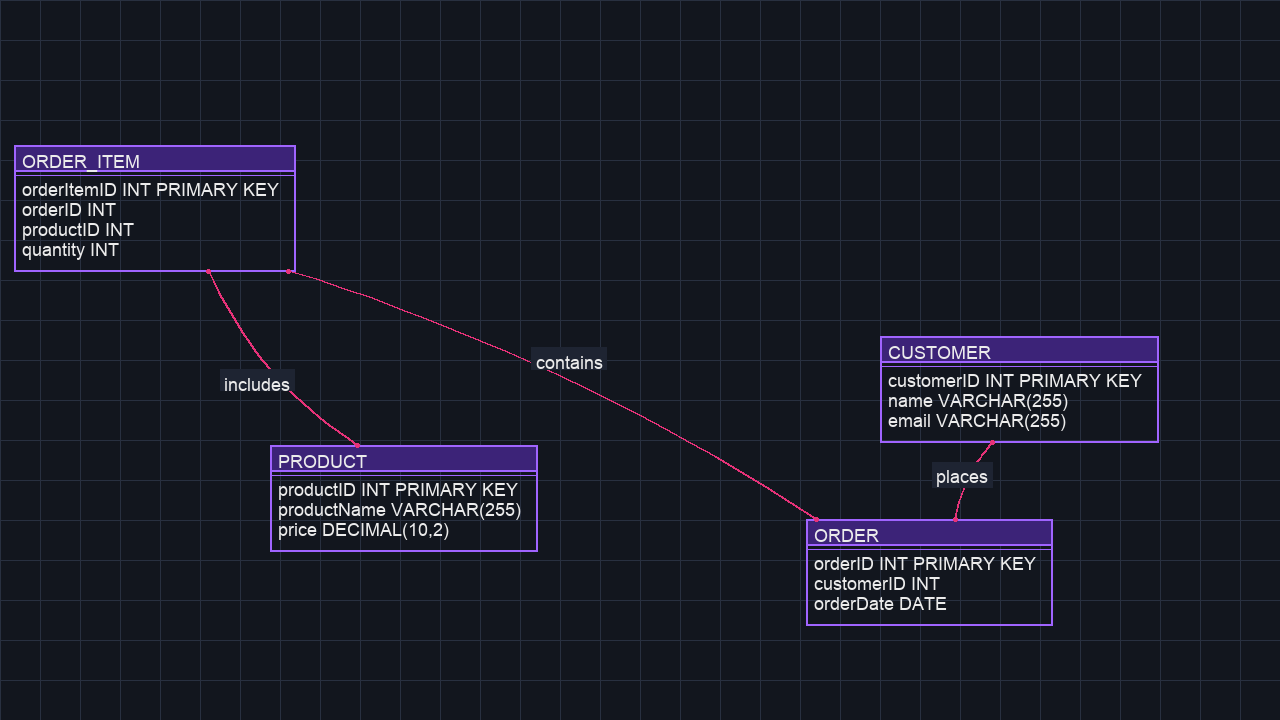 ORDER_ITEM
orderItemID INT PRIMARY KEY
orderID INT
productID INT
quantity INT
includes
contains
PRODUCT
productID INT PRIMARY KEY
productName VARCHAR(255)
price DECIMAL(10,2)
CUSTOMER
customerID INT PRIMARY KEY
name VARCHAR(255)
email VARCHAR(255)
places
ORDER
orderID INT PRIMARY KEY
customerID INT
orderDate DATE